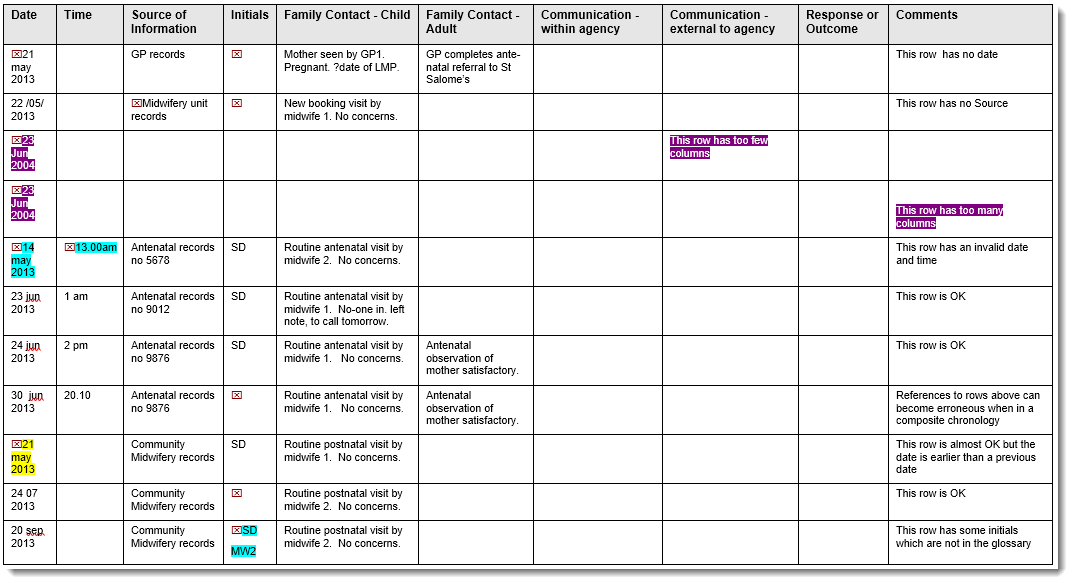 Date
Time
Source of
Information
Initials
Family Contact - Child
Family Contact -
Adult
Communication -
within agency
Communication -
external to agency
Response or
Outcome
Comments
☒21
may
2013
GP records
☒
Mother seen by GP1.
Pregnant. ?date of LMP.
GP completes ante-
natal referral to St
Salome's
This row has no date
22 /05/
2013
☒Midwifery unit
records
☒
New booking visit by
midwife 1. No concerns.
This row has no Source
☒23
Jun
2004
This row has too few
columns
☒23
Jun
2004
This row has too many
columns
☒14
may
2013
☒13.00am
Antenatal records
no 5678
SD
Routine antenatal visit by
midwife 2. No concerns.
This row has an invalid date
and time
23 jun
2013
1 am
Antenatal records
no 9012
SD
Routine antenatal visit by
midwife 1. No-one in. left
note, to call tomorrow.
This row is OK
24 jun
2013
2 pm
Antenatal records
no 9876
SD
Routine antenatal visit by
midwife 1. No concerns.
Antenatal
observation of
mother satisfactory.
This row is OK
30 jun
2013
20.10
Antenatal records
no 9876
☒
Routine antenatal visit by
midwife 1. No concerns.
Antenatal
observation of
mother satisfactory.
References to rows above can
become erroneous when in a
composite chronology
☒21
may
2013
Community
Midwifery records
SD
Routine postnatal visit by
midwife 1. No concerns.
This row is almost OK but the
date is earlier than a previous
date
24 07
2013
Community
Midwifery records
☒
Routine postnatal visit by
midwife 2. No concerns.
This row is OK
20 sep
2013
Community
Midwifery records
☒SD
MW2
Routine postnatal visit by
midwife 2. No concerns.
This row has some initials
which are not in the glossary